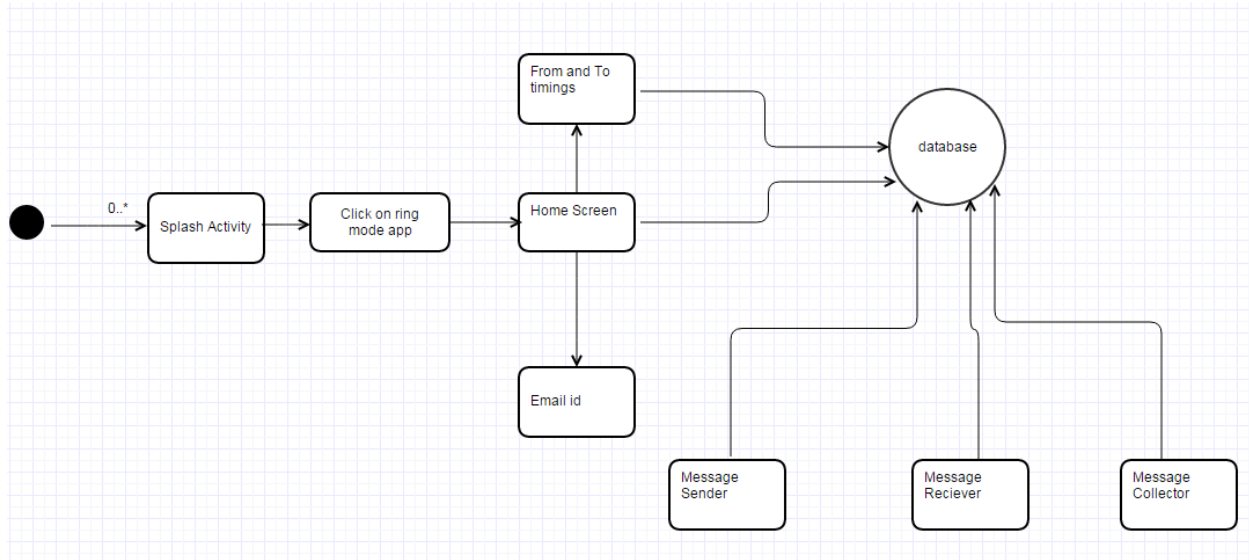 From and To
timings
database
0..*
Splash Activity
Click on ring
mode app
Home Screen
Email id
Message
Sender
Message
Reciever
Message
Collector